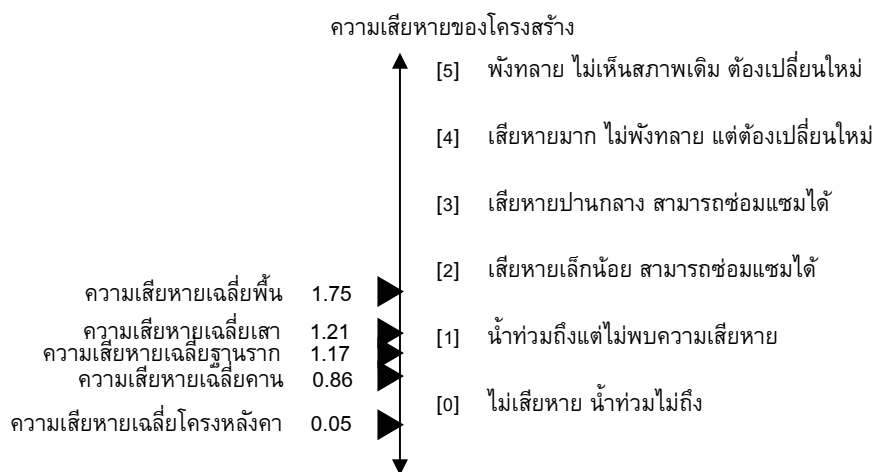 ความเสียหายของโครงสร้าง
[5] พังทลาย ไม่เห็นสภาพเดิม ต้องเปลี่ยนใหม่
[4] เสียหายมาก ไม่พังทลาย แต่ต้องเปลี่ยนใหม่
[3] เสียหายปานกลาง สามารถซ่อมแซมได้
[2] เสียหายเล็กน้อย สามารถซ่อมแซมได้
ความเสียหายเฉลี่ยพื้น 1.75
ความเสียหายเฉลี่ยเสา 1.21
[1] น้ำท่วมถึงแต่ไม่พบความเสียหาย
ความเสียหายเฉลี่ยฐานราก 1.17
ความเสียหายเฉลี่ยคาน 0.86
[0] ไม่เสียหาย น้ำท่วมไม่ถึง
ความเสียหายเฉลี่ยโครงหลังคา 0.05